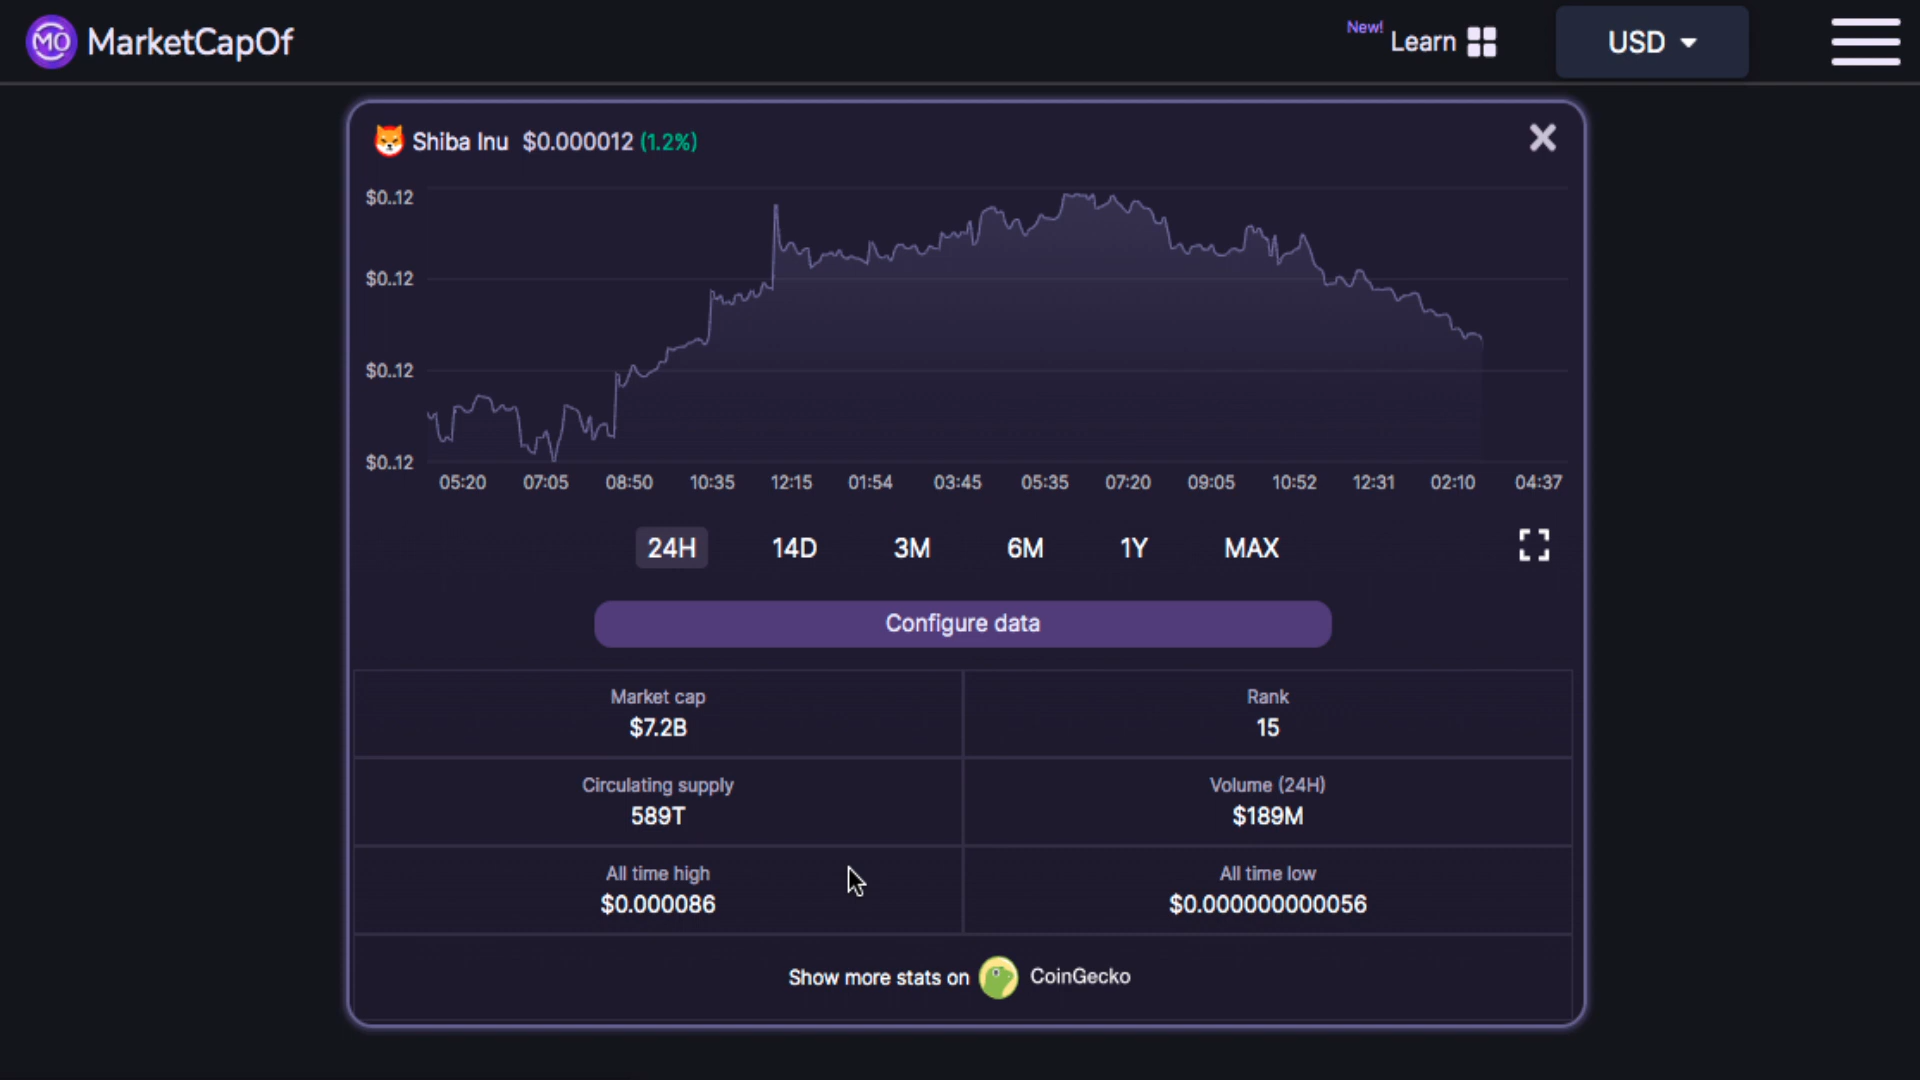 MO MarketCapOf
New! Learn
USD
Shiba Inu $0.000012 (1.2%)
$0..12
$0..12
$0..12
$0..12
05:20 07:05 08:50 10:35 12:15 01:54 03:45 05:35 07:20 09:05 10:52 12:31 02:10 04:37
24H 14D 3M 6M 1Y MAX
Configure data
Market cap
$7.2B
Rank
15
Circulating supply
589T
Volume (24H)
$189M
All time high
$0.000086
All time low
$0.000000000056
Show more stats on CoinGecko